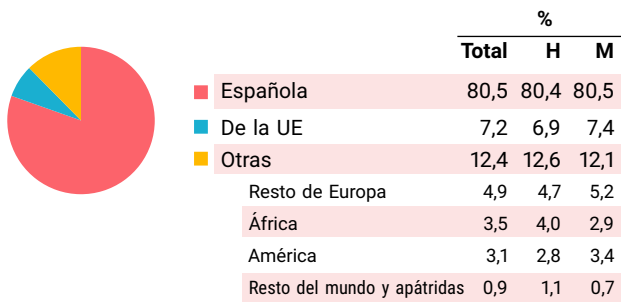 %
Total H M
Española 80,5 80,4 80,5
De la UE 7,2 6,9 7,4
Otras 12,4 12,6 12,1
Resto de Europa 4,9 4,7 5,2
África 3,5 4,0 2,9
América 3,1 2,8 3,4
Resto del mundo y apátridas 0,9 1,1 0,7